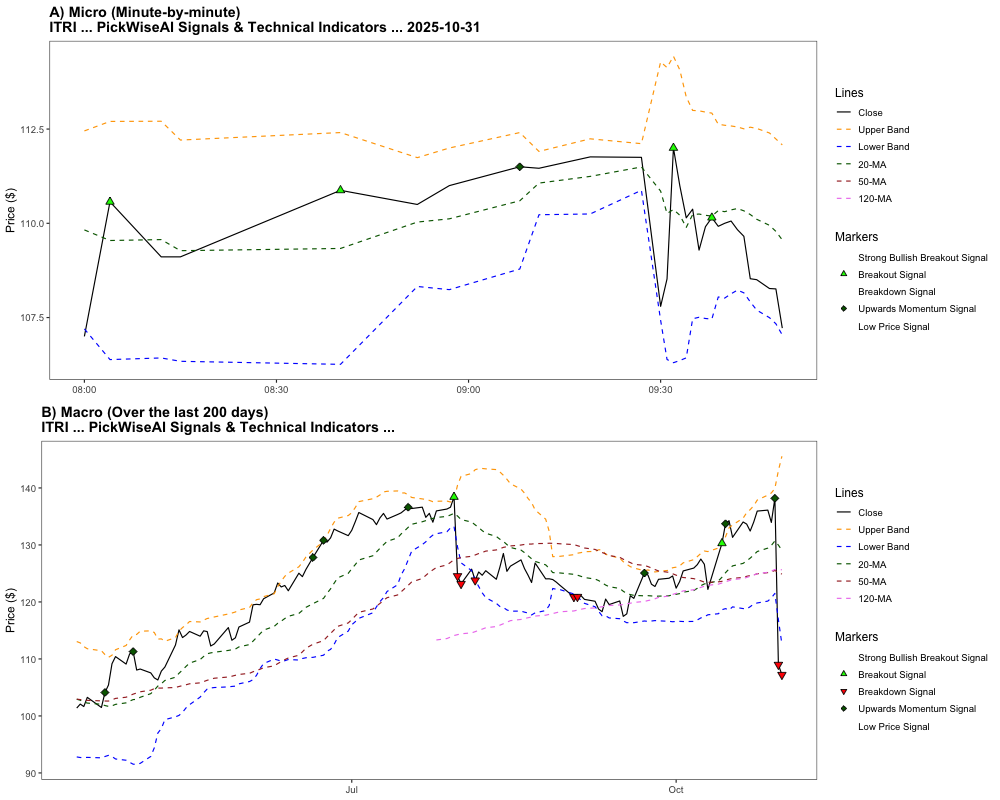 A) Micro (Minute-by-minute)
ITRI ... PickWiseAI Signals & Technical Indicators ... 2025-10-31
Price ($)
112.5
110.0
107.5
08:00
08:30
09:00
09:30
Lines
Close
Upper Band
Lower Band
20-MA
50-MA
120-MA
Markers
Strong Bullish Breakout Signal
Breakout Signal
Breakdown Signal
Upwards Momentum Signal
Low Price Signal
B) Macro (Over the last 200 days)
ITRI ... PickWiseAI Signals & Technical Indicators ...
Price ($)
140
130
120
110
100
90
Jul
Oct
Lines
Close
Upper Band
Lower Band
20-MA
50-MA
120-MA
Markers
Strong Bullish Breakout Signal
Breakout Signal
Breakdown Signal
Upwards Momentum Signal
Low Price Signal